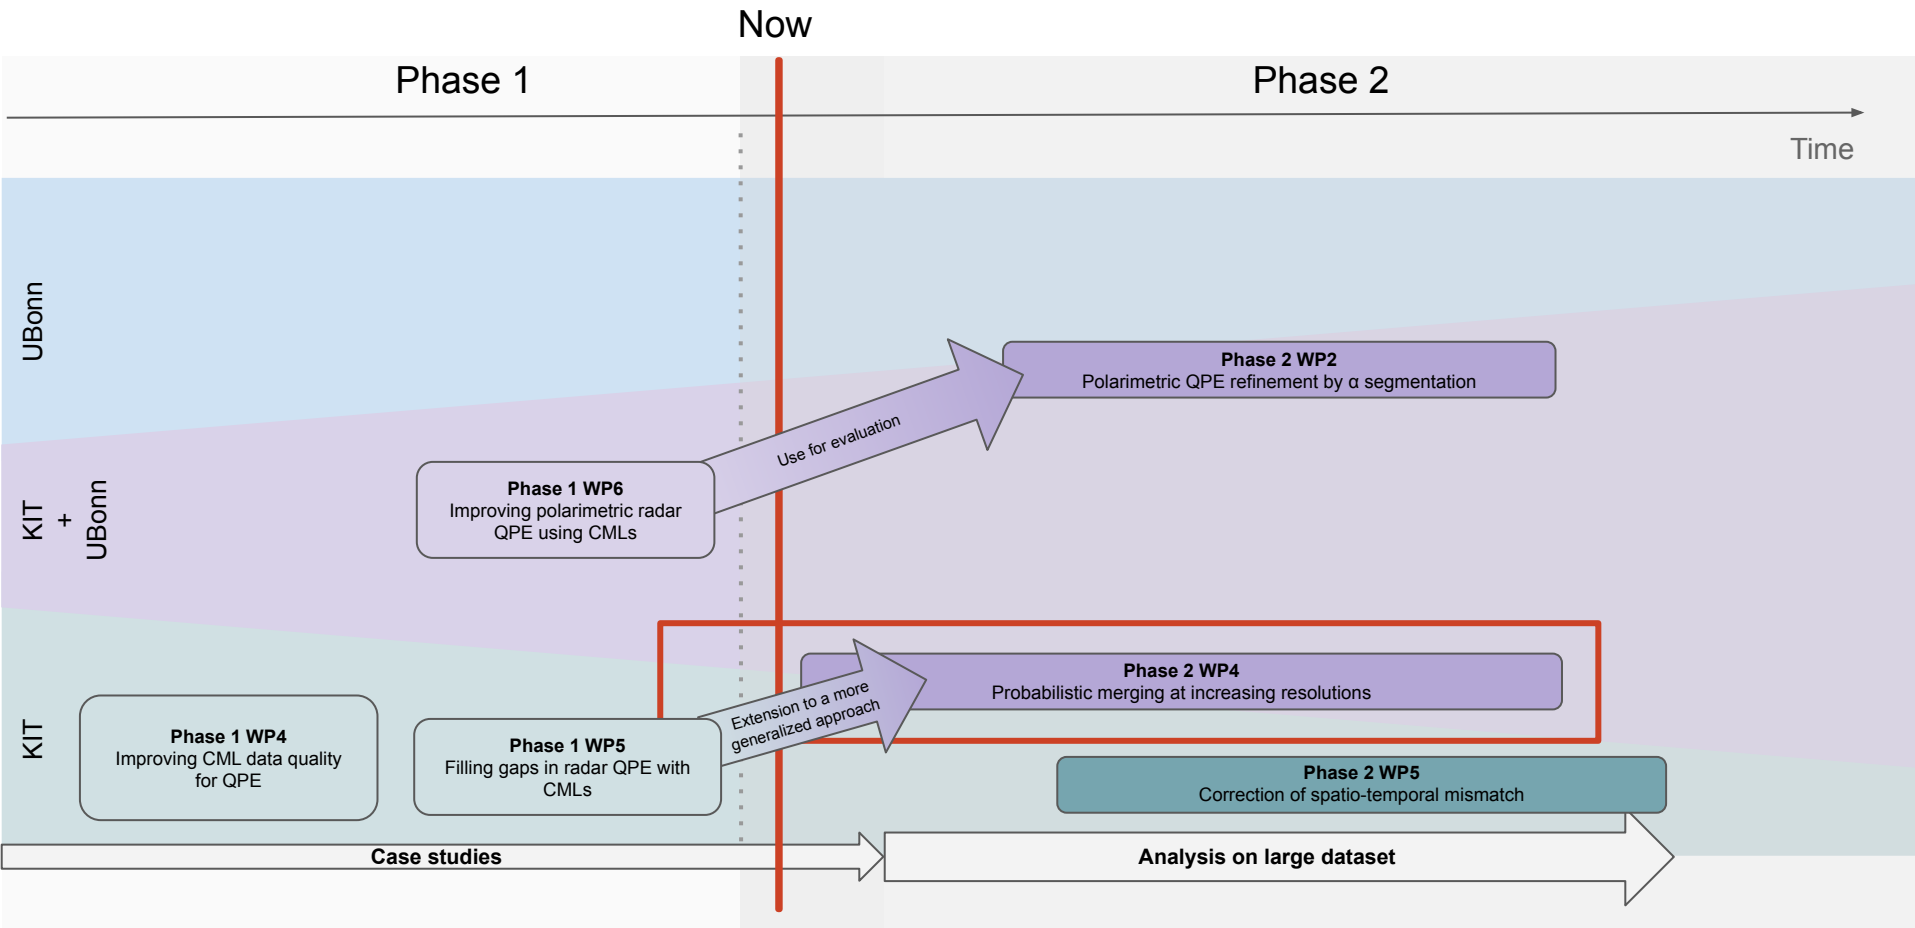 Now
Phase 1
Phase 2
Time
UBonn
Phase 2 WP2
Polarimetric QPE refinement by α segmentation
Use for evaluation
KIT
+
UBonn
Phase 1 WP6
Improving polarimetric radar
QPE using CMLs
Phase 2 WP4
Probabilistic merging at increasing resolutions
Extension to a more
generalized approach
KIT
Phase 1 WP4
Improving CML data quality
for QPE
Phase 1 WP5
Filling gaps in radar QPE with
CMLs
Phase 2 WP5
Correction of spatio-temporal mismatch
Case studies
Analysis on large dataset